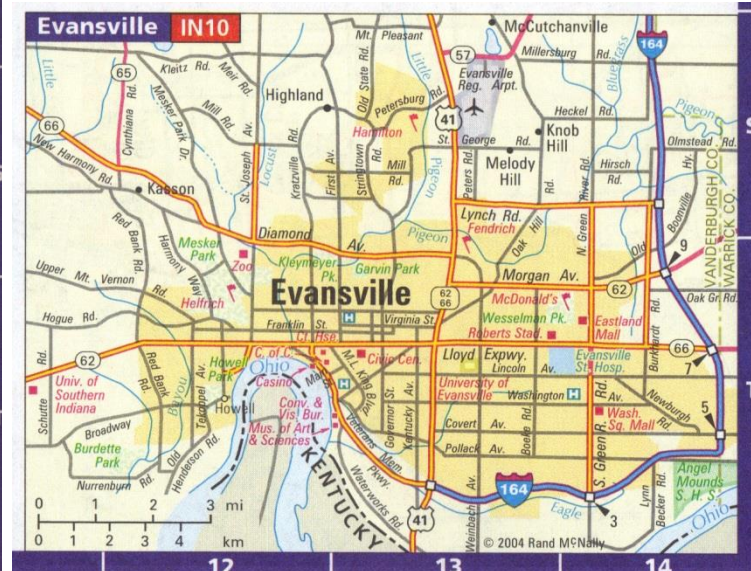 Evansville IN10
Mt. Pleasant
McCutchanville
57
Millersburg Rd.
Bluegrass
164
Little
65
Kleitz Rd.
Meir Rd.
Old State Rd.
Little
Evansville
Reg. Arpt.
Cynthiana Rd.
Mesker Park Dr.
Mill Rd.
Highland
Petersburg Rd.
41
Heckel Rd.
Pigeon
66
New Harmony Rd.
St. Joseph Av.
Locust
Kratzville Rd.
First Av.
Stringtown Rd.
Hamilton
Mill Rd.
Pigeon
St. George Rd.
Knob
Hill
Olmstead Rd.
Melody
Hill
Hirsch Rd.
Peters Rd.
N. Green River Rd.
Boonville Hy.
Kasson
Red Bank Rd.
Diamond Av.
Lynch Rd.
Fendrich
Oak Hill Rd.
Old
VANDERBURGH CO.
WARRICK CO.
Mesker
Park
Zoo
Harmony Way
Kleymeyer
Pk.
Garvin Park
Pigeon
9
Upper Mt. Vernon Rd.
Helfrich
Evansville
Morgan Av.
62
Oak Gr. Rd.
62
66
McDonald's
Wesselman Pk.
Roberts Stad.
Eastland
Mall
Burkhardt Rd.
Hogue Rd.
Franklin St.
H
Virginia St.
Ct. Hse.
62
Howell
Park
C. of C.
Ohio
Casino
Main
M. L. King Blvd
Civic Cen.
Lloyd Expwy.
Lincoln Av.
Evansville
St. Hosp.
66
7
Schutte Rd.
Univ. of
Southern
Indiana
Red Bank Rd.
Bayou
Tekoppel Av.
Howell
H
Conv. &
Vis. Bur.
Mus. of Arts
& Sciences
Governor St.
Kentucky Av.
University of
Evansville
Washington
H
Av.
Newburgh Rd.
Wash.
Sq. Mall
5
Broadway
Burdette
Park
Nurrenburn Rd.
Old Henderson Rd.
Veterans Mem. Pkwy.
Covert Av.
Pollack Av.
Boeke Rd.
S. Green R. Rd.
KENTUCKY
Waterworks Rd
41
Weinbach Av.
164
Eagle
3
Lynn
Becker Rd.
Angel
Mounds
S. H. S.
Ohio
0 1 2 3 mi
0 1 2 3 4 km
© 2004 Rand McNally
12 13 14